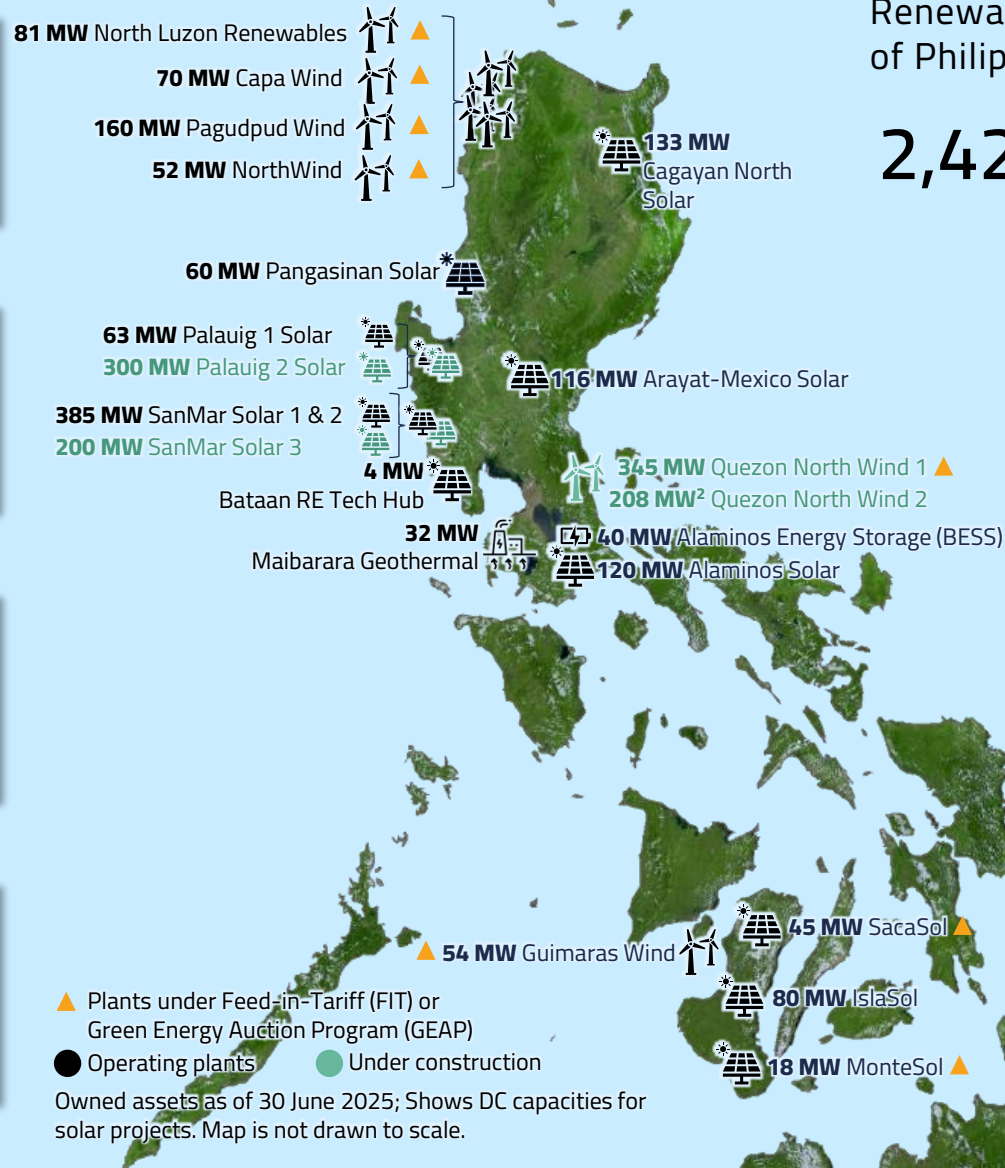 Renewa
of Philip
2,42
81 MW North Luzon Renewables
70 MW Capa Wind
160 MW Pagudpud Wind
52 MW NorthWind
133 MW
Cagayan North
Solar
60 MW Pangasinan Solar
63 MW Palauig 1 Solar
300 MW Palauig 2 Solar
116 MW Arayat-Mexico Solar
385 MW SanMar Solar 1 & 2
200 MW SanMar Solar 3
4 MW
Bataan RE Tech Hub
345 MW Quezon North Wind 1
208 MW² Quezon North Wind 2
32 MW
Maibarara Geothermal
40 MW Alaminos Energy Storage (BESS)
120 MW Alaminos Solar
45 MW SacaSol
54 MW Guimaras Wind
80 MW IslaSol
18 MW MonteSol
Plants under Feed-in-Tariff (FIT) or
Green Energy Auction Program (GEAP)
Operating plants
Under construction
Owned assets as of 30 June 2025; Shows DC capacities for
solar projects. Map is not drawn to scale.